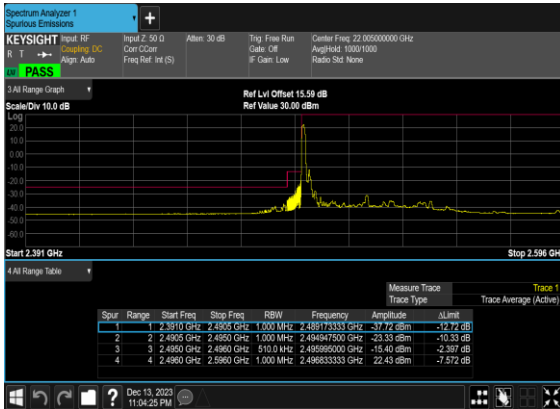 Spectrum Analyzer 1
Spurious Emissions
+
KEYSIGHT
R T
LXI PASS
Input: RF
Coupling: DC
Align: Auto
Input Z: 50 Ω
Corr CCorr
Freq Ref: Int (S)
Atten: 30 dB
Trig: Free Run
Gate: Off
IF Gain: Low
Center Freq: 22.005000000 GHz
Avg|Hold: 1000/1000
Radio Std: None
3 All Range Graph
Scale/Div 10.0 dB
Ref Lvl Offset 15.59 dB
Ref Value 30.00 dBm
Log
20.0
10.0
0.00
-10.0
-20.0
-30.0
-40.0
-50.0
-60.0
Start 2.391 GHz
Stop 2.596 GH
4 All Range Table
Measure Trace Trace 1
Trace Type Trace Average (Active)
Spur Range Start Freq Stop Freq RBW Frequency Amplitude ΔLimit
1 1 2.3910 GHz 2.4905 GHz 1.000 MHz 2.489173333 GHz -37.72 dBm -12.72 dB
2 2 2.4905 GHz 2.4950 GHz 1.000 MHz 2.494947500 GHz -23.33 dBm -10.33 dB
3 3 2.4950 GHz 2.4960 GHz 510.0 kHz 2.495995000 GHz -15.40 dBm -2.397 dB
4 4 2.4960 GHz 2.5960 GHz 1.000 MHz 2.496833333 GHz 22.43 dBm -7.572 dB
?
Dec 13, 2023
11:04:25 PM